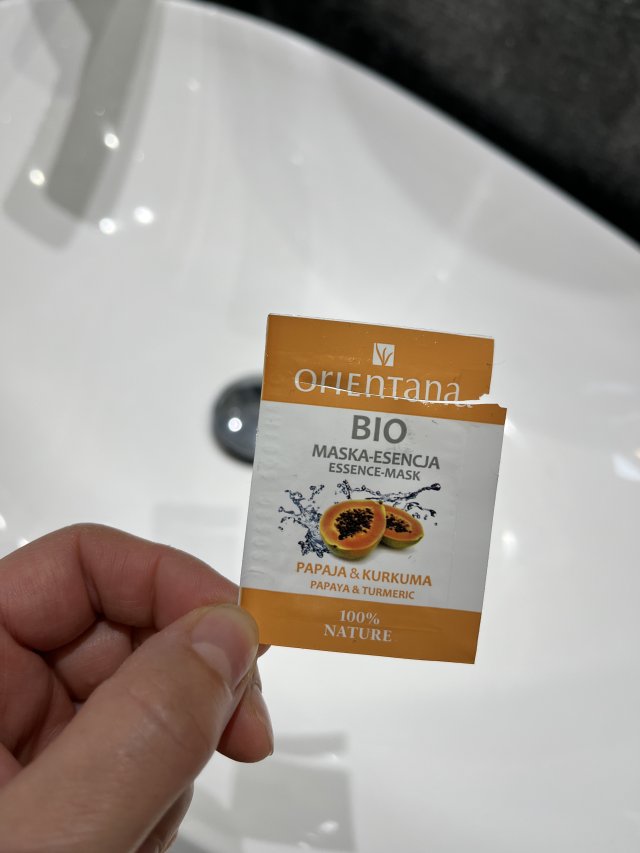 ORIENTana
BIO
MASKA-ESENCJA
ESSENCE-MASK
PAPAJA & KURKUMA
PAPAYA & TURMERIC
100%
NATURE